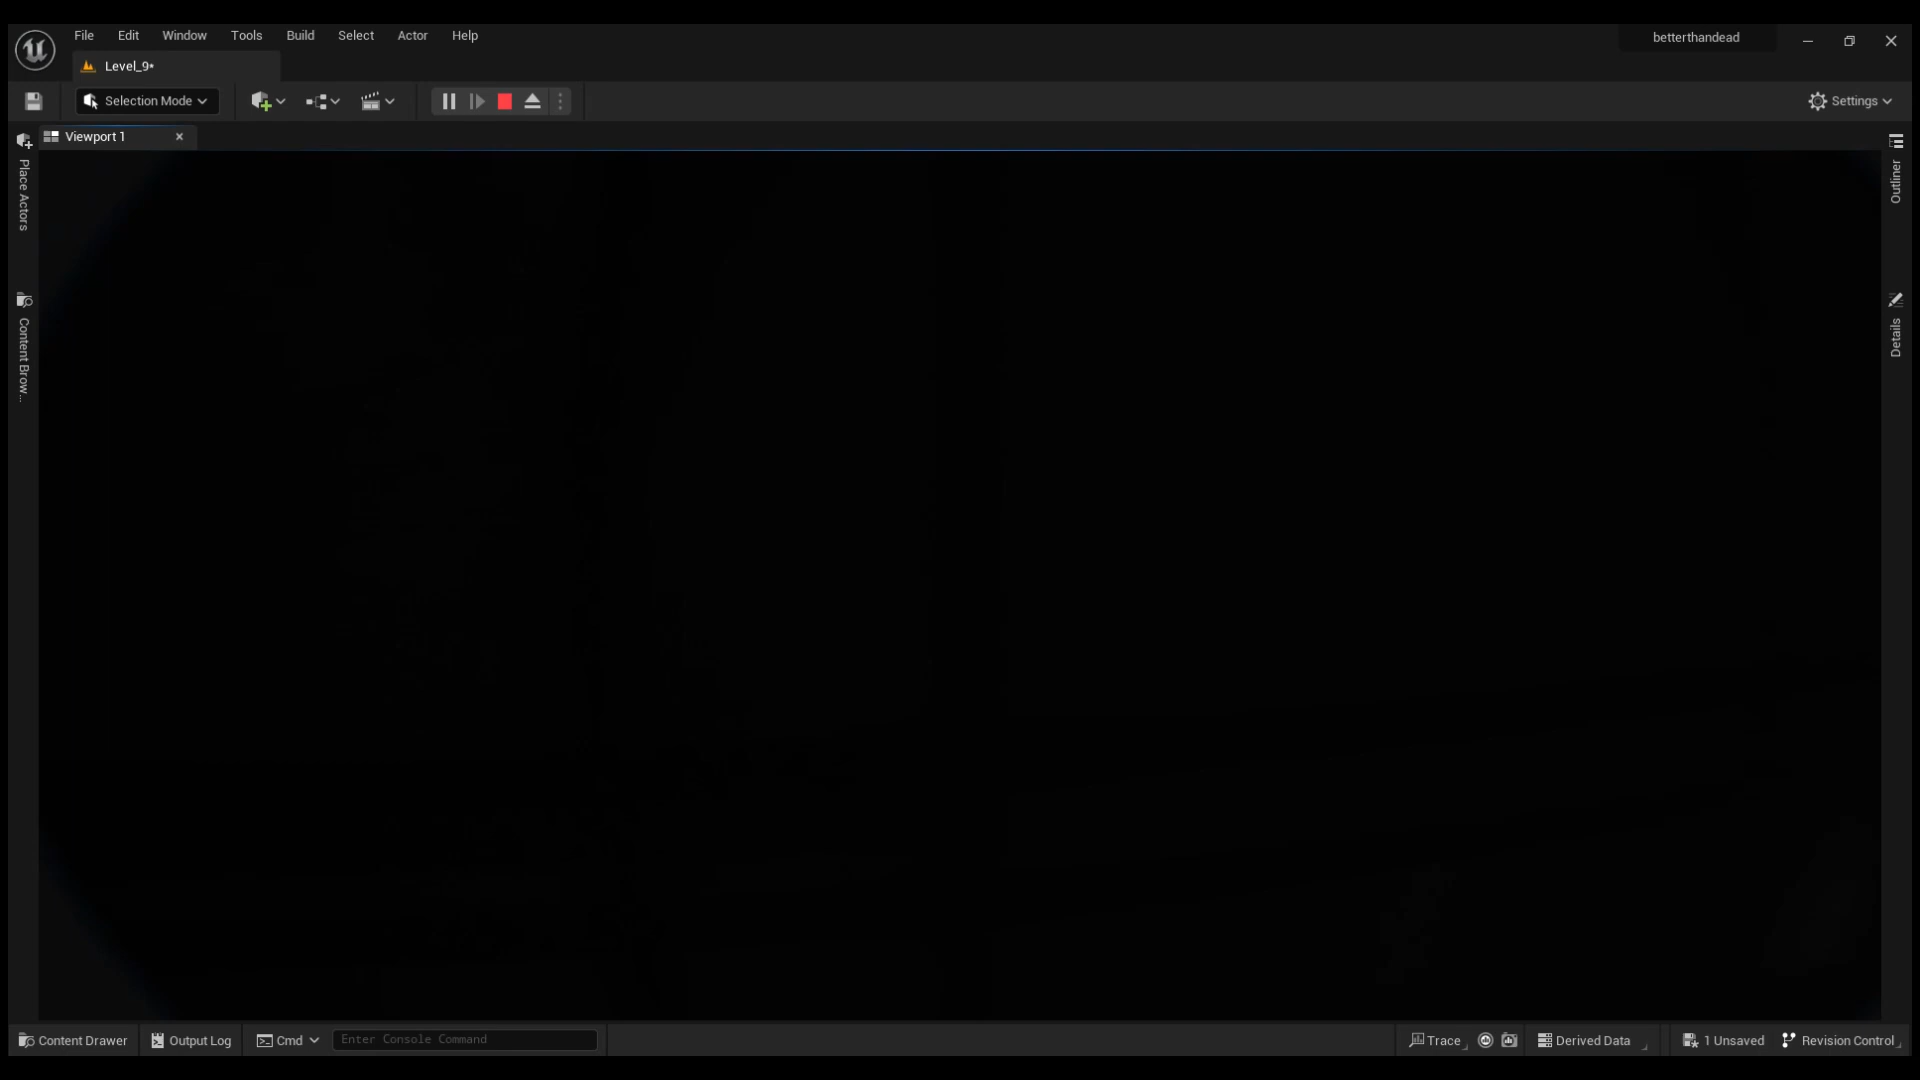 File Edit Window Tools Build Select Actor Help
betterthandead
Level_9*
Selection Mode
Settings
Viewport 1
Place Actors
Content Brow...
Outliner
Details
Content Drawer
Output Log
Cmd
Enter Console Command
Trace
Derived Data
1 Unsaved
Revision Control